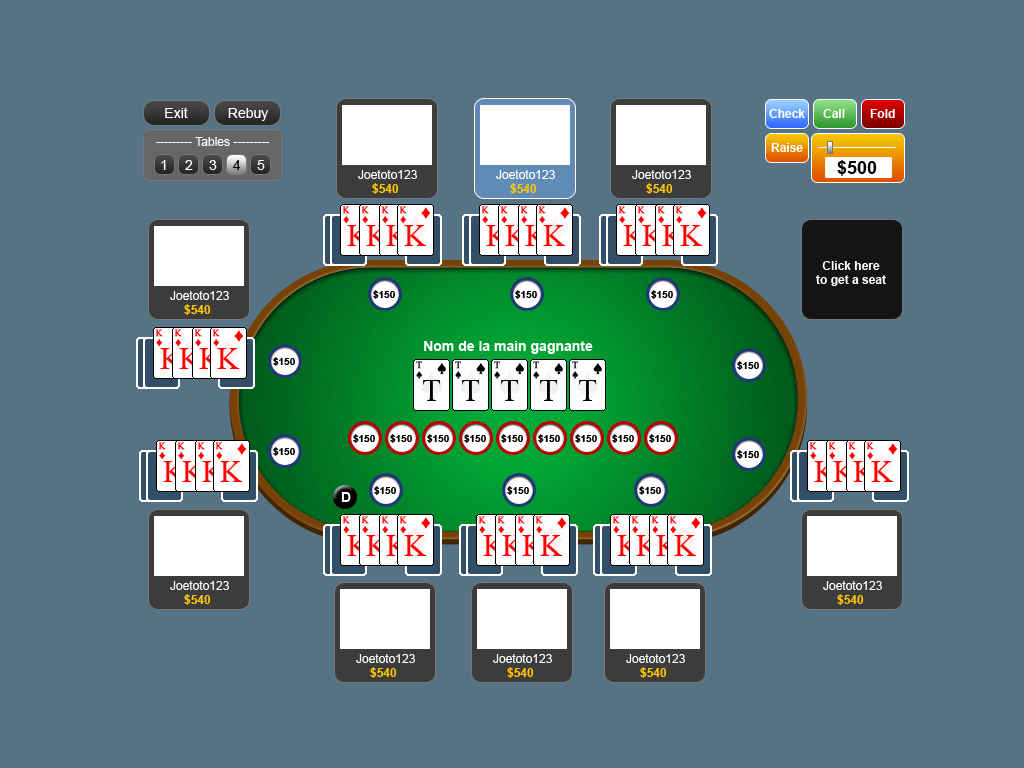 Exit Rebuy
--------- Tables ---------
1 2 3 4 5
Joetoto123
$540
Joetoto123
$540
Joetoto123
$540
Check Call Fold
Raise
$500
K K K K
K K K K
K K K K
K K K K
K K K K
K K K K
Joetoto123
$540
Click here
to get a seat
$150 $150 $150
K K K K
K K K K
$150 $150
Nom de la main gagnante
T T T T T
T T T T T
$150 $150 $150 $150 $150 $150 $150 $150 $150
$150 $150
K K K K
K K K K
K K K K
K K K K
D $150 $150 $150
K K K K
K K K K
K K K K
K K K K
K K K K
K K K K
Joetoto123
$540
Joetoto123
$540
Joetoto123
$540
Joetoto123
$540
Joetoto123
$540